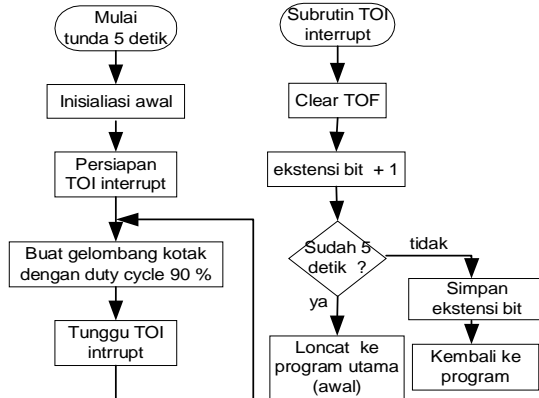 Mulai
tunda 5 detik
Inisialiasi awal
Persiapan
TOI interrupt
Buat gelombang kotak
dengan duty cycle 90 %
Tunggu TOI
intrrupt
Subrutin TOI
interrupt
Clear TOF
ekstensi bit + 1
Sudah 5
detik ?
tidak
ya
Simpan
ekstensi bit
Loncat ke
program utama
(awal)
Kembali ke
program